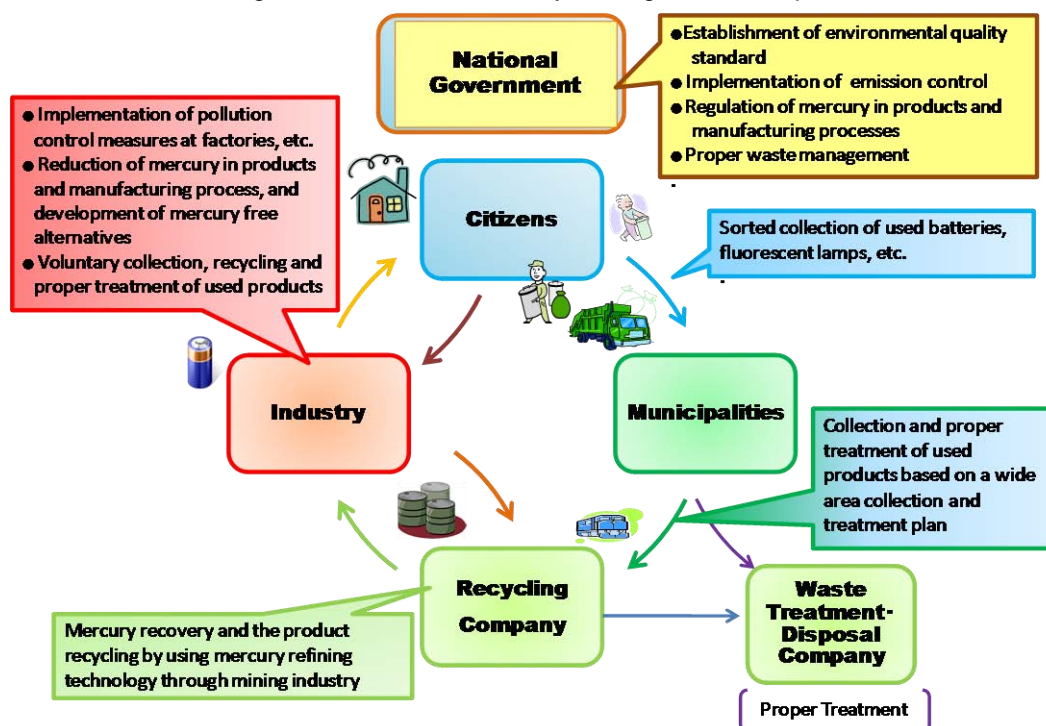 National
Government
●Establishment of environmental quality
standard
●Implementation of emission control
●Regulation of mercury in products and
manufacturing processes
●Proper waste management
● Implementation of pollution
control measures at factories, etc.
● Reduction of mercury in products
and manufacturing process, and
development of mercury free
alternatives
● Voluntary collection, recycling and
proper treatment of used products
Citizens
Sorted collection of used batteries,
fluorescent lamps, etc.
Industry
Municipalities
Collection and proper
treatment of used
products based on a wide
area collection and
treatment plan
Recycling
Company
Waste
Treatment-
Disposal
Company
Mercury recovery and the product
recycling by using mercury refining
technology through mining industry
Proper Treatment